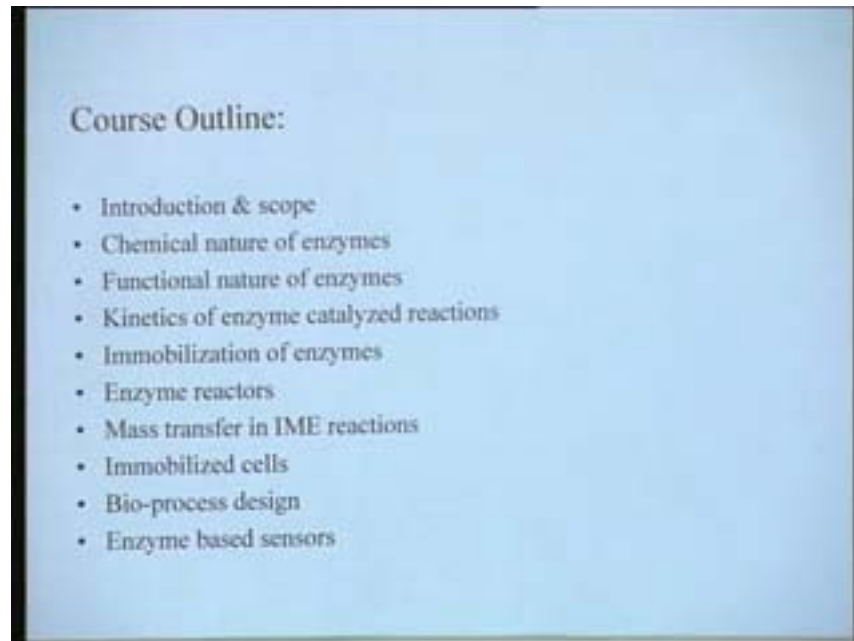 Course Outline:
• Introduction & scope
• Chemical nature of enzymes
• Functional nature of enzymes
• Kinetics of enzyme catalyzed reactions
• Immobilization of enzymes
• Enzyme reactors
• Mass transfer in IME reactions
• Immobilized cells
• Bio-process design
• Enzyme based sensors